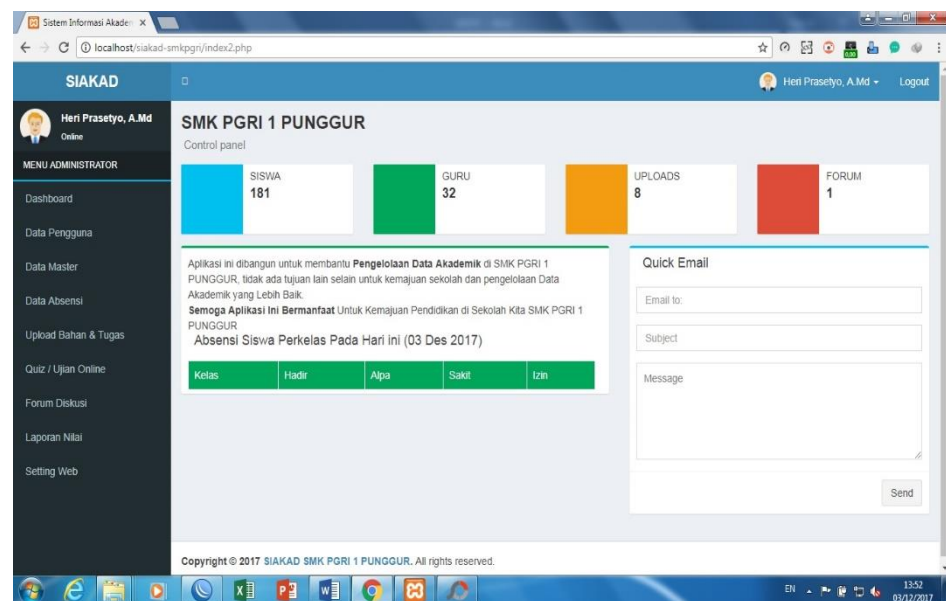 Sistem Informasi Akader
localhost/siakad-smkpgri/index2.php
SIAKAD
Heri Prasetyo, A.Md
Logout
Heri Prasetyo, A.Md
Online
MENU ADMINISTRATOR
Dashboard
Data Pengguna
Data Master
Data Absensi
Upload Bahan & Tugas
Quiz / Ujian Online
Forum Diskusi
Laporan Nilai
Setting Web
SMK PGRI 1 PUNGGUR
Control panel
SISWA
181
GURU
32
UPLOADS
8
FORUM
1
Aplikasi ini dibangun untuk membantu Pengelolaan Data Akademik di SMK PGRI 1
PUNGGUR, tidak ada tujuan lain selain untuk kemajuan sekolah dan pengelolaan Data
Akademik yang Lebih Baik.
Semoga Aplikasi Ini Bermanfaat Untuk Kemajuan Pendidikan di Sekolah Kita SMK PGRI 1
PUNGGUR
Absensi Siswa Perkelas Pada Hari ini (03 Des 2017)
Kelas Hadir Alpa Sakit Izin
Quick Email
Email to:
Subject
Message
Send
Copyright © 2017 SIAKAD SMK PGRI 1 PUNGGUR. All rights reserved.
EN
13:52
03/12/2017